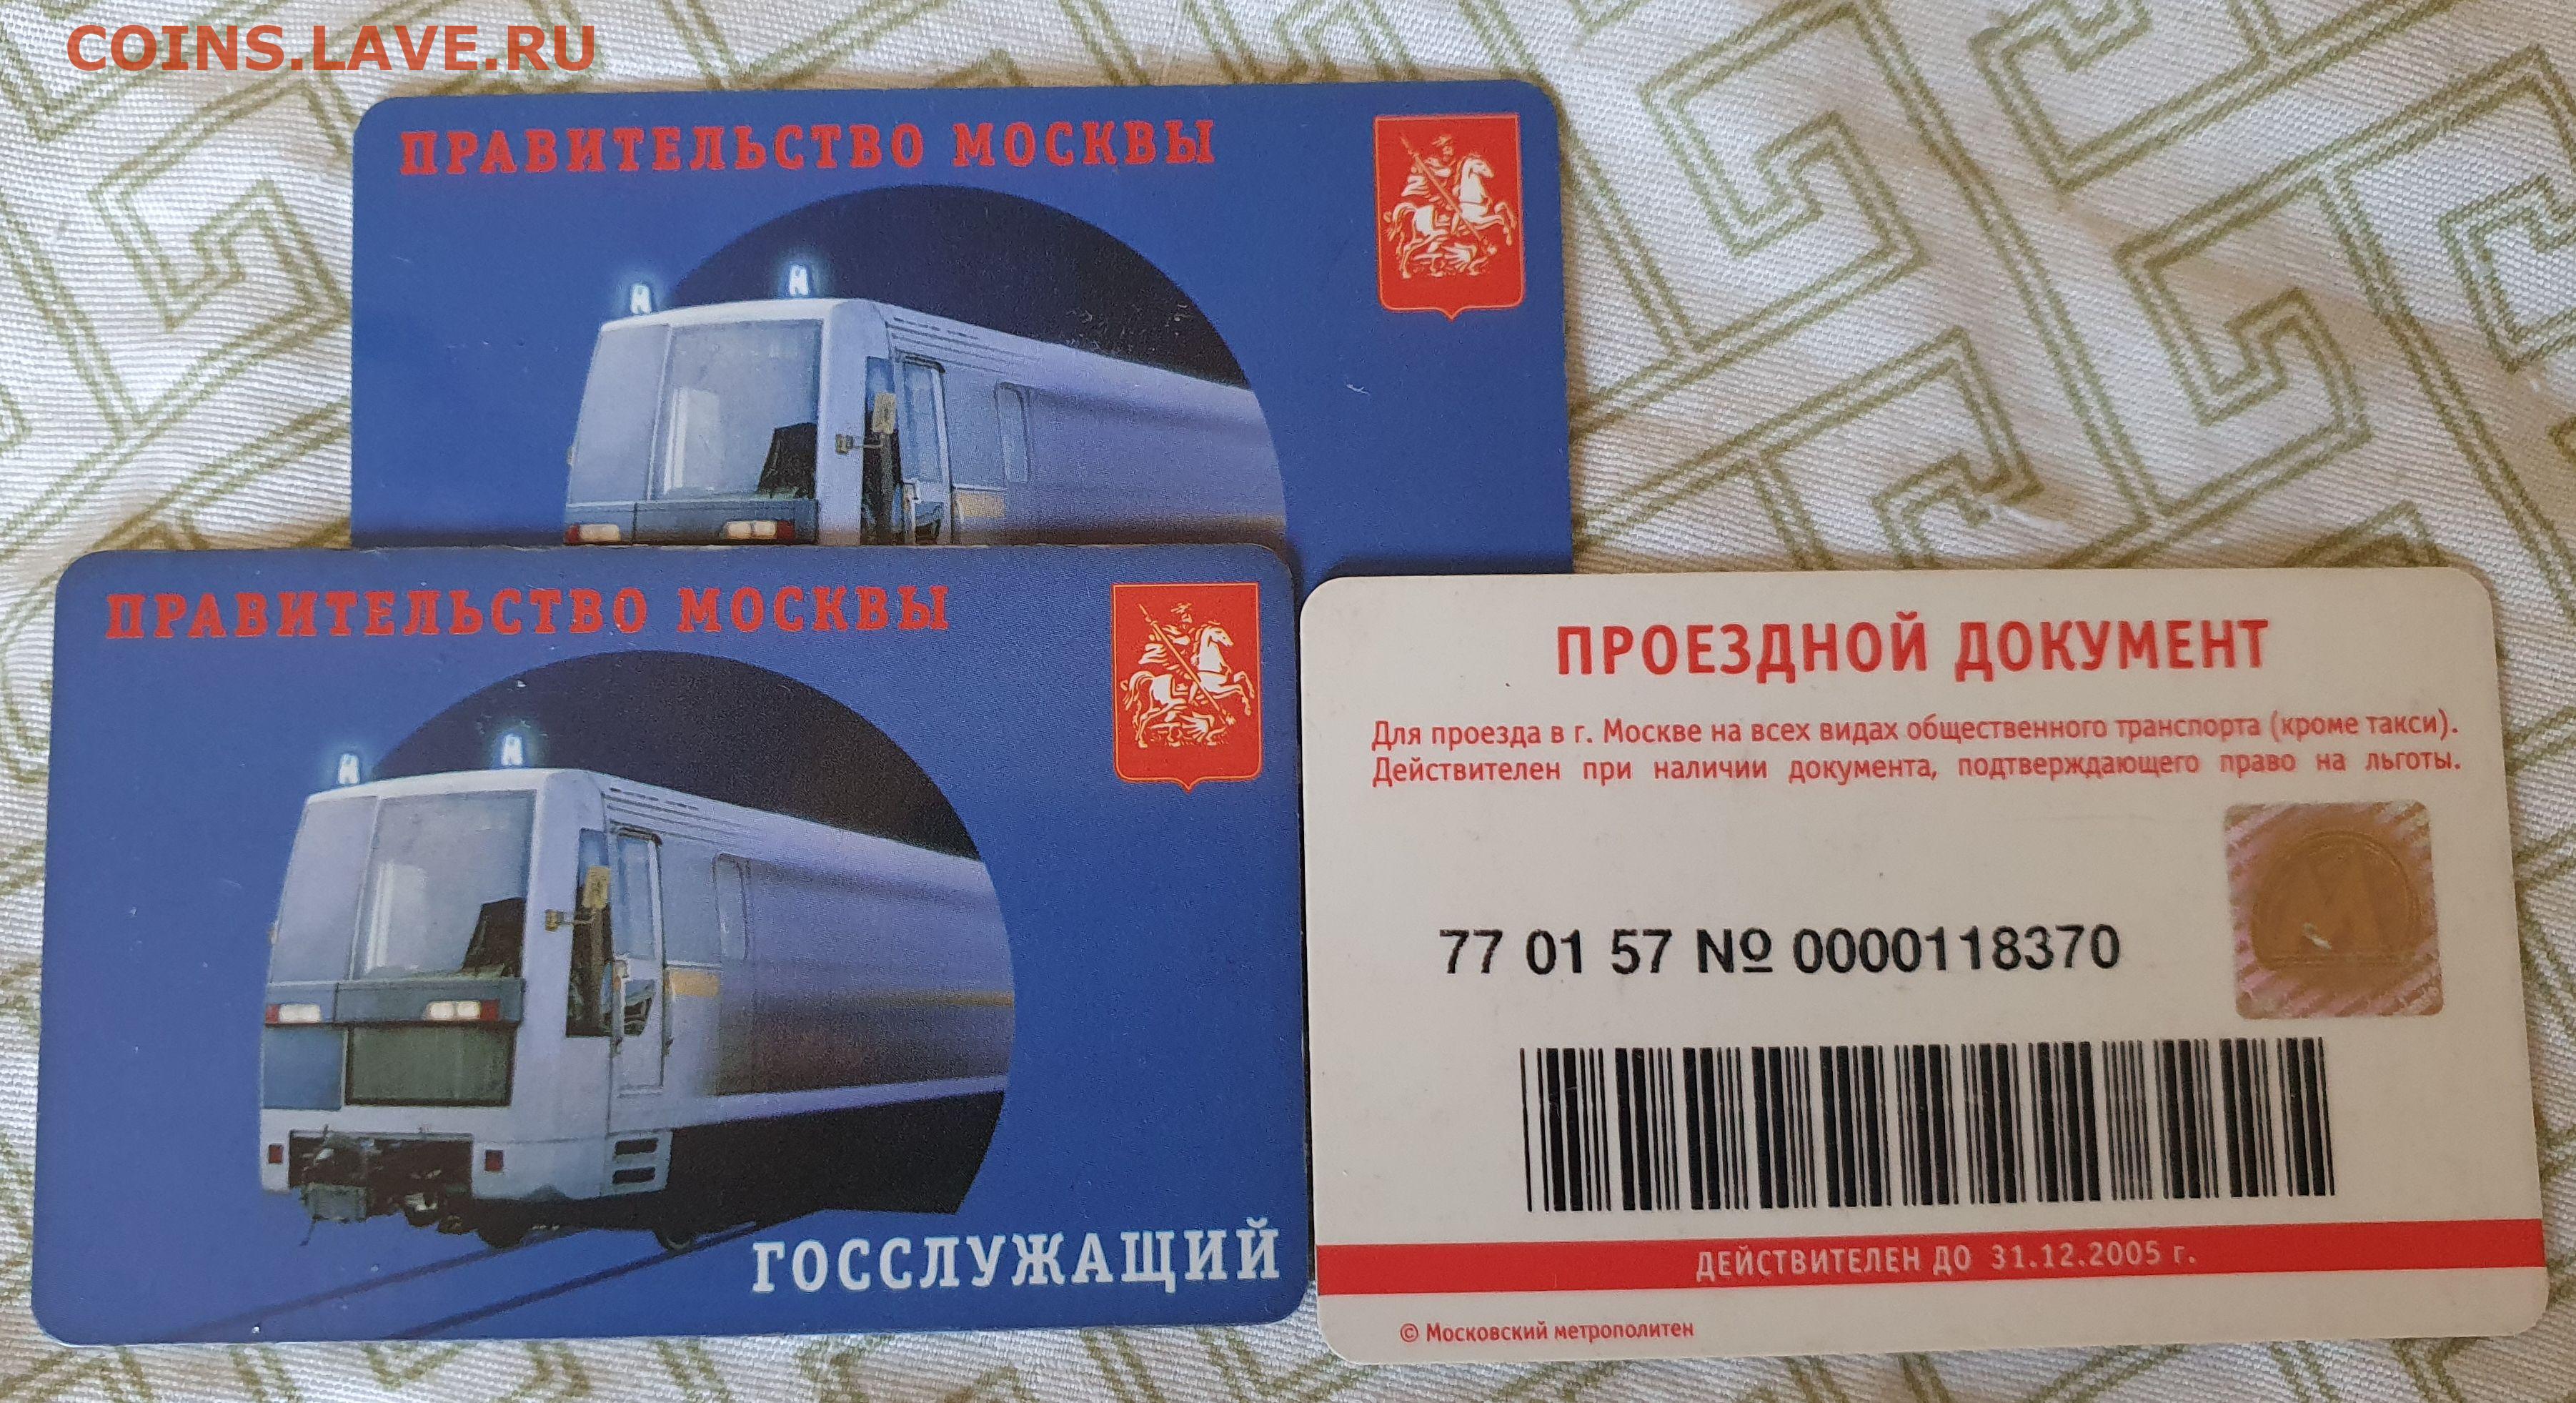 COINS.LAVE.RU
ПРАВИТЕЛЬСТВО МОСКВЫ
М М
ПРАВИТЕЛЬСТВО МОСКВЫ
М М
ГОССЛУЖАЩИЙ
ПРОЕЗДНОЙ ДОКУМЕНТ
Для проезда в г. Москве на всех видах общественного транспорта (кроме такси).
Действителен при наличии документа, подтверждающего право на льготы.
М
77 01 57 № 0000118370
ДЕЙСТВИТЕЛЕН ДО 31.12.2005 г.
© Московский метрополитен